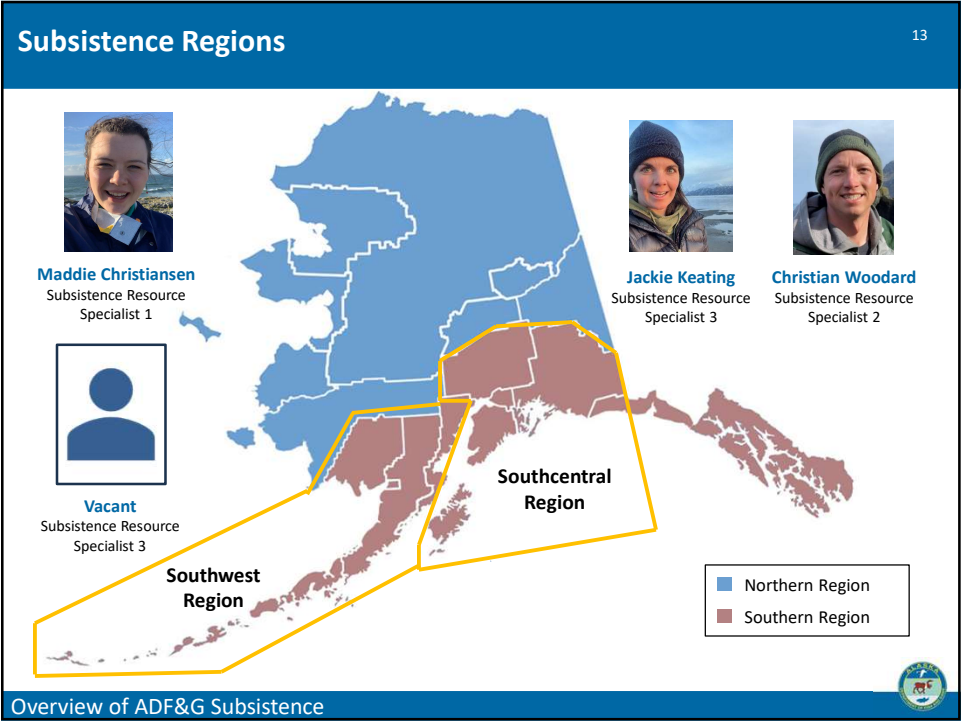 Subsistence Regions
13
Maddie Christiansen
Subsistence Resource
Specialist 1
Jackie Keating
Subsistence Resource
Specialist 3
Christian Woodard
Subsistence Resource
Specialist 2
Vacant
Subsistence Resource
Specialist 3
Southcentral
Region
Southwest
Region
Northern Region
Southern Region
ALASKA
Overview of ADF&G Subsistence